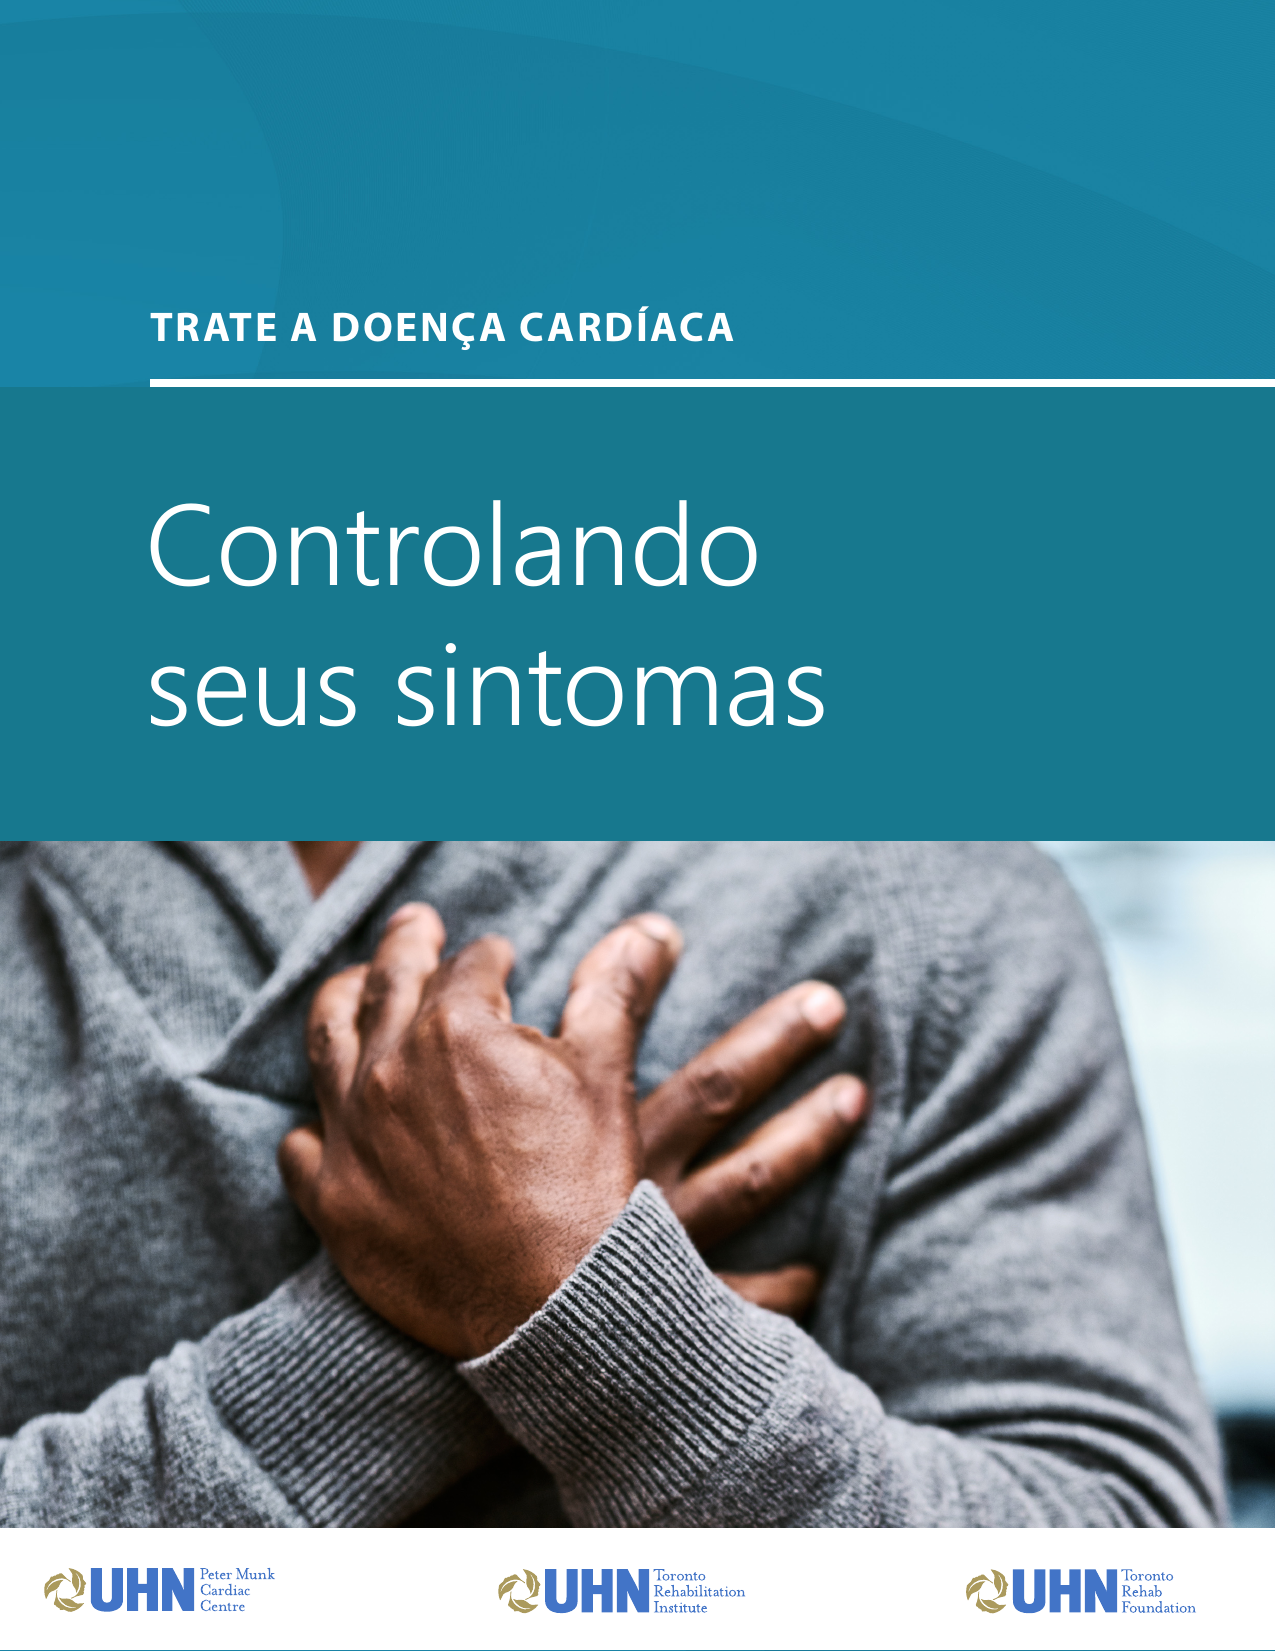 TRATE A DOENÇA CARDÍACA
Controlando
seus sintomas
UHN
Peter Munk
Cardiac
Centre
UHN
Toronto
Rehabilitation
Institute
UHN
Toronto
Rehab
Foundation